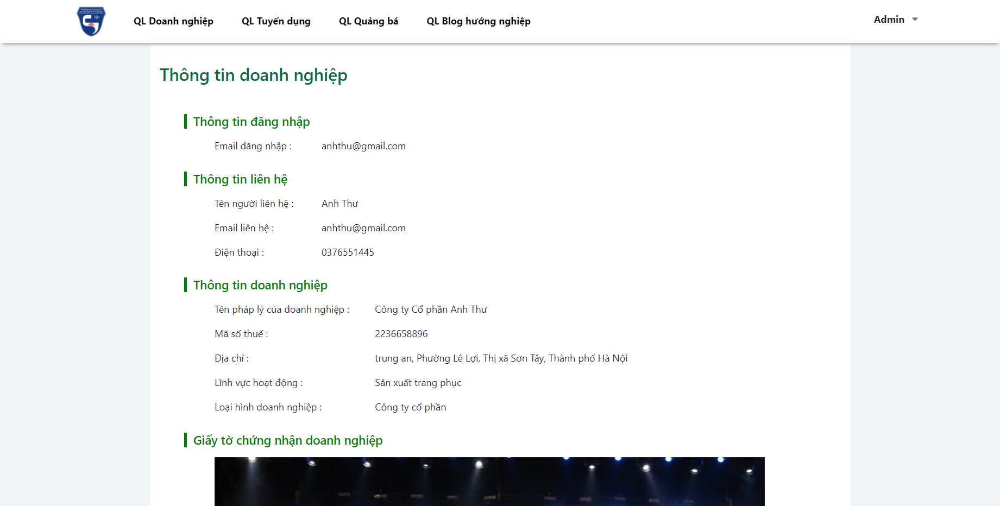 QL Doanh nghiệp QL Tuyển dụng QL Quảng bá QL Blog hướng nghiệp Admin
Thông tin doanh nghiệp
Thông tin đăng nhập
Email đăng nhập : anhthu@gmail.com
Thông tin liên hệ
Tên người liên hệ : Anh Thư
Email liên hệ : anhthu@gmail.com
Điện thoại : 0376551445
Thông tin doanh nghiệp
Tên pháp lý của doanh nghiệp : Công ty Cổ phần Anh Thư
Mã số thuế : 2236658896
Địa chỉ : trung an, Phường Lê Lợi, Thị xã Sơn Tây, Thành phố Hà Nội
Lĩnh vực hoạt động : Sản xuất trang phục
Loại hình doanh nghiệp : Công ty cổ phần
Giấy tờ chứng nhận doanh nghiệp